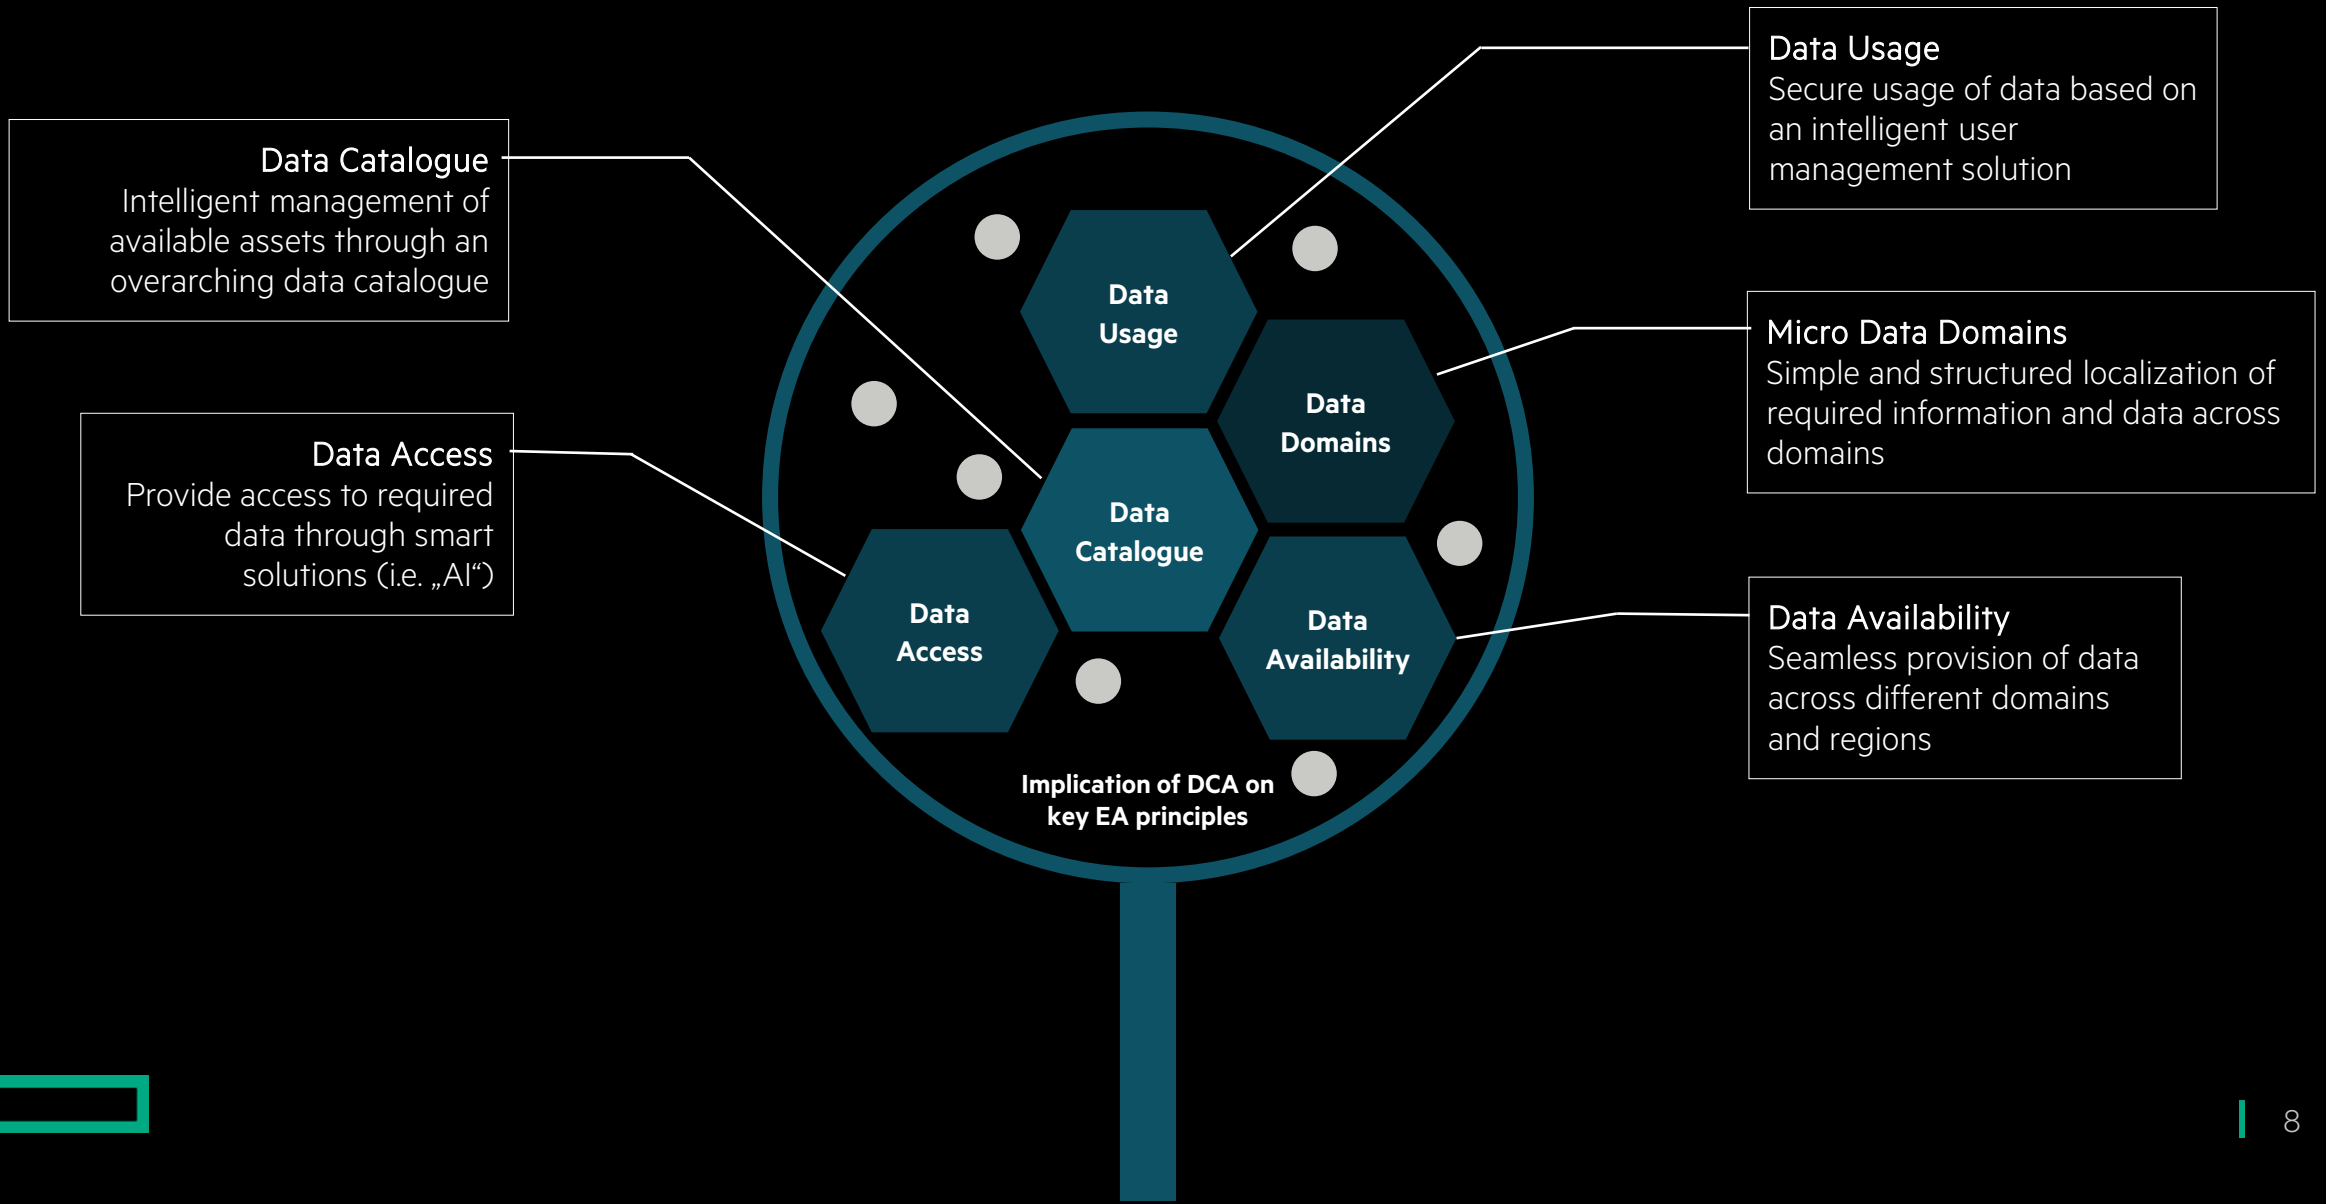 Data Usage
Secure usage of data based on
an intelligent user
management solution
Data Catalogue
Intelligent management of
available assets through an
overarching data catalogue
Data
Usage
Micro Data Domains
Simple and structured localization of
required information and data across
domains
Data
Domains
Data Access
Provide access to required
data through smart
solutions (i.e. „AI“)
Data
Catalogue
Data
Access
Data
Availability
Data Availability
Seamless provision of data
across different domains
and regions
Implication of DCA on
key EA principles
8